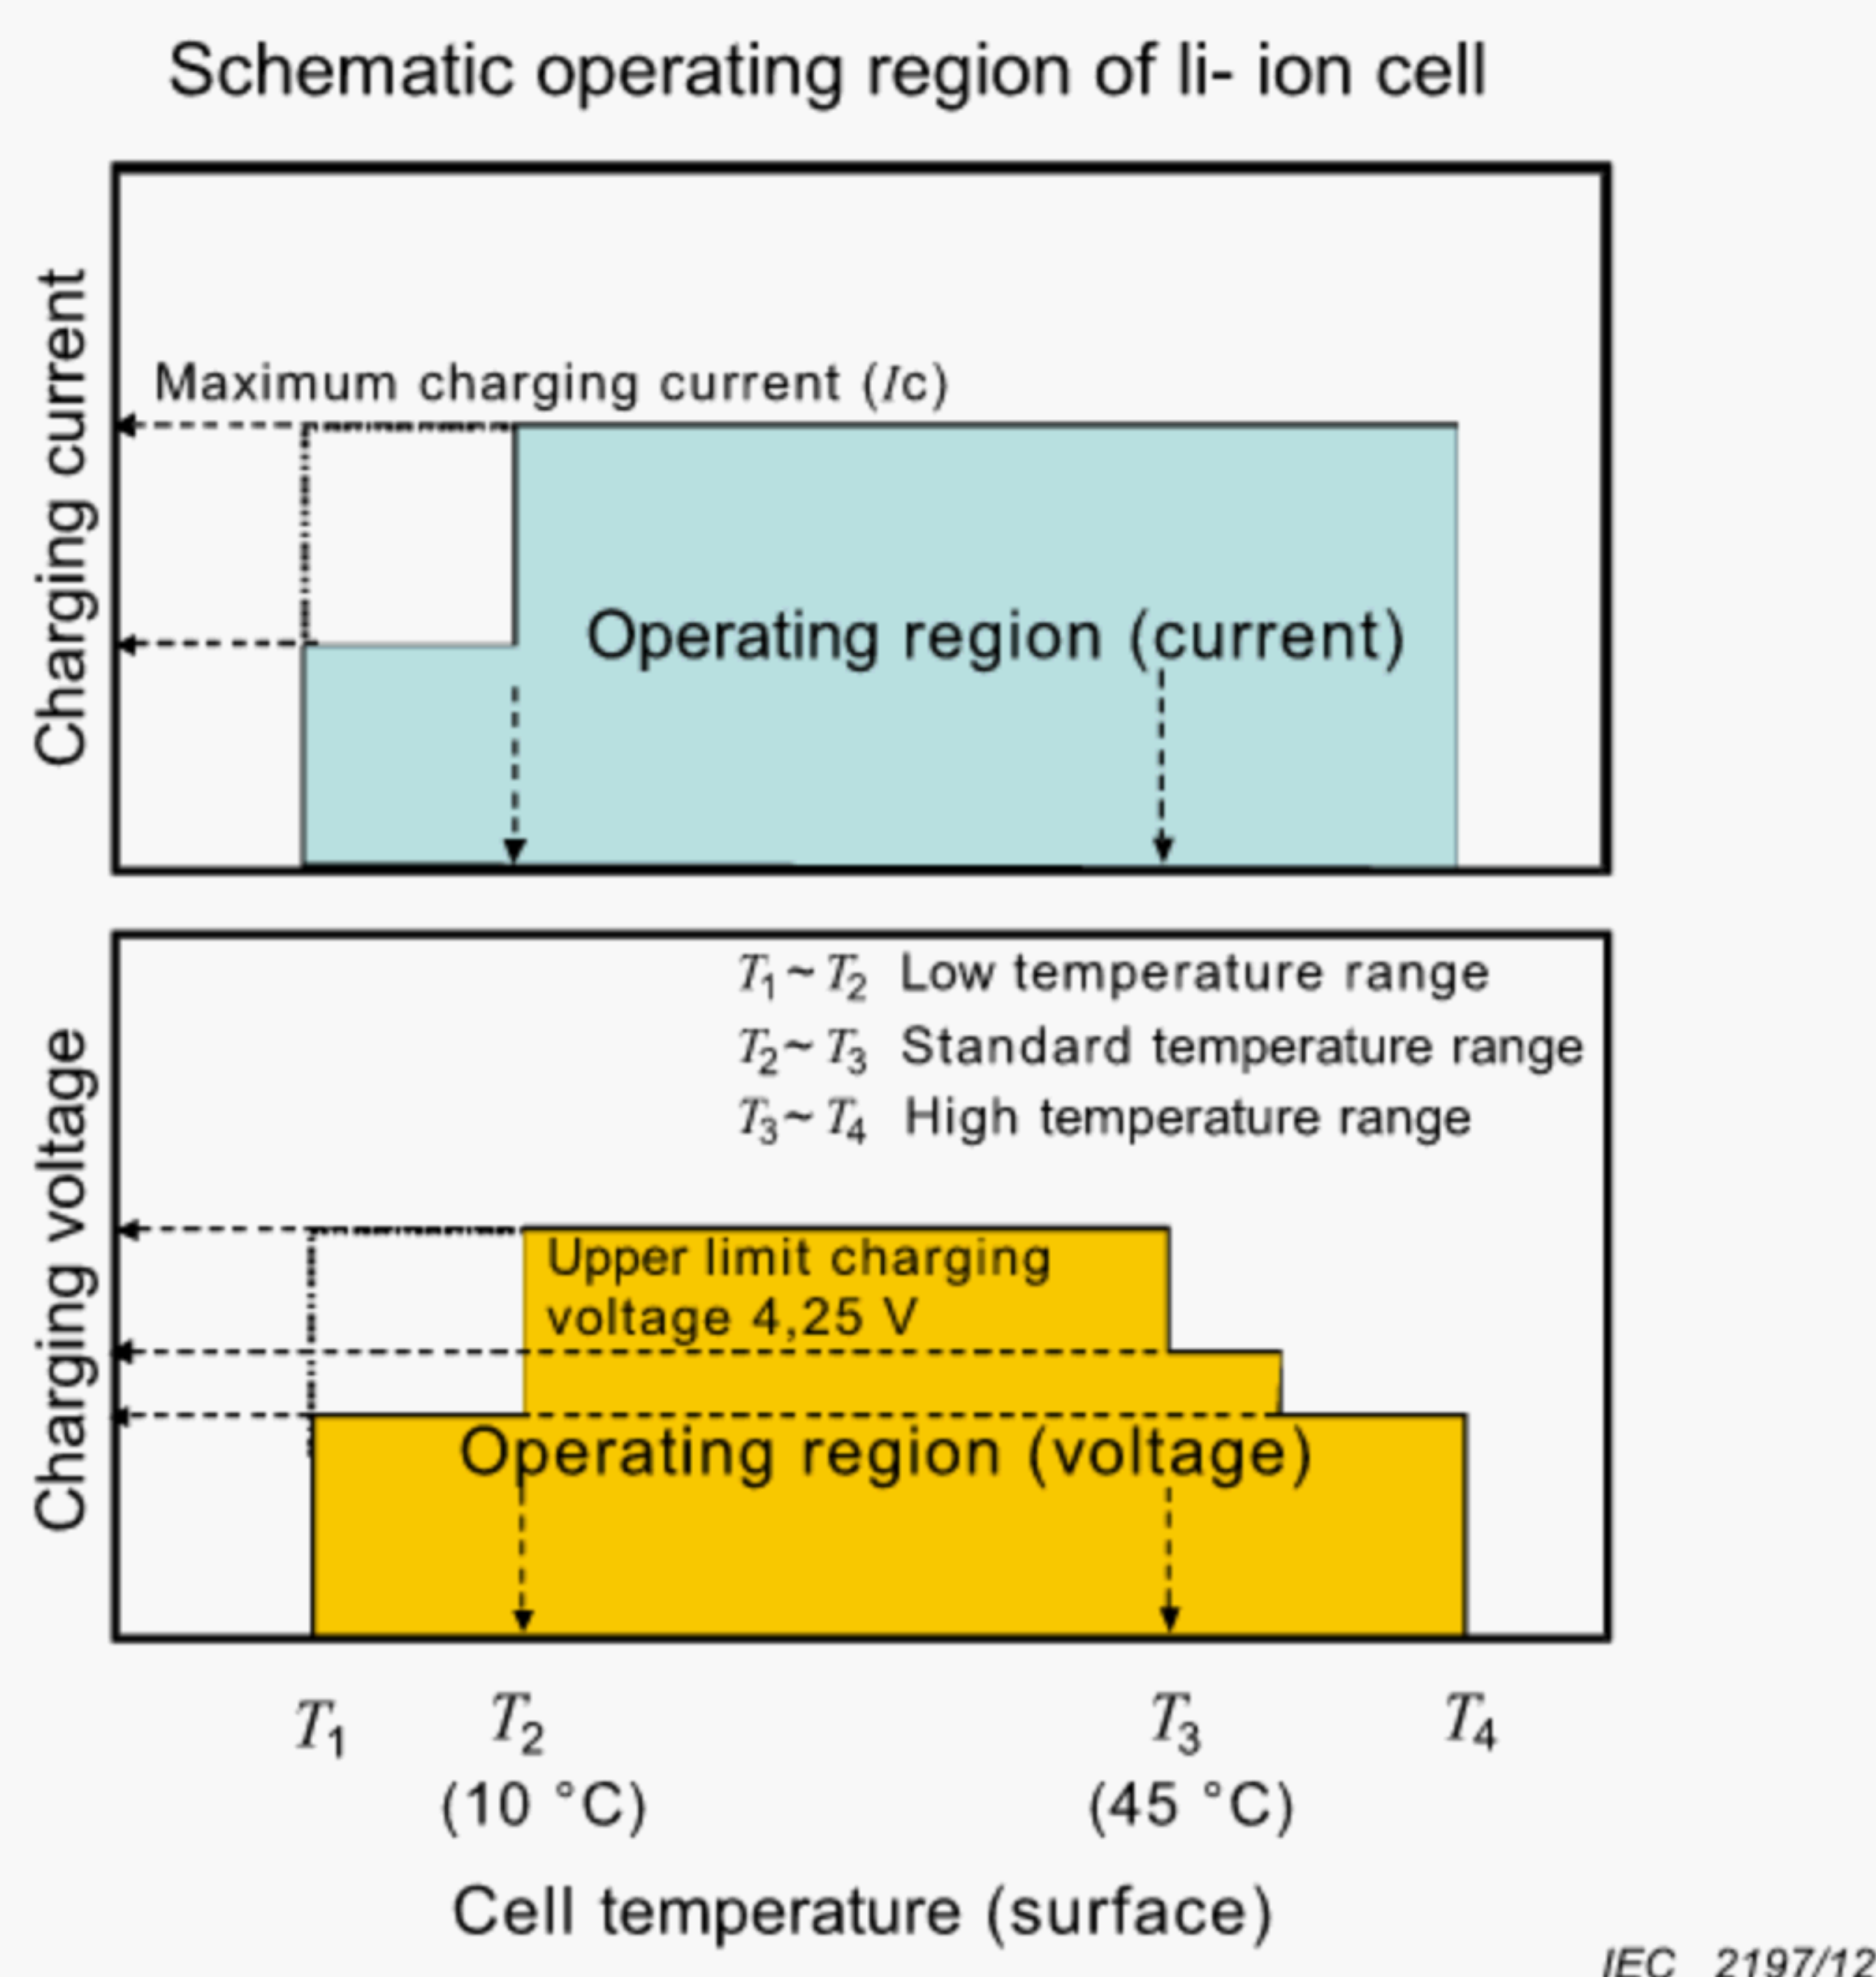 Schematic operating region of li- ion cell
Charging current
Maximum charging current (Ic)
Operating region (current)
Charging voltage
T1 ~ T2 Low temperature range
T2 ~ T3 Standard temperature range
T3 ~ T4 High temperature range
Upper limit charging
voltage 4,25 V
Operating region (voltage)
T1 T2 T3 T4
(10 °C) (45 °C)
Cell temperature (surface)
IEC 2197/12